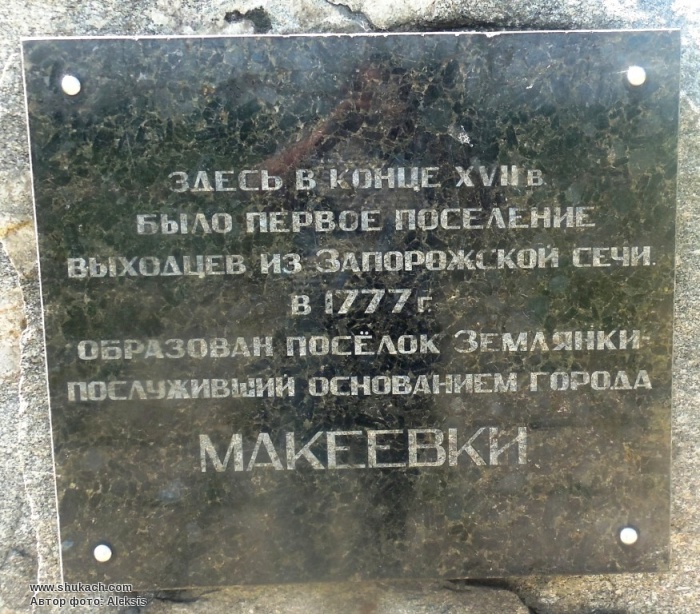 ЗДЕСЬ В КОНЦЕ XVII В.
БЫЛО ПЕРВОЕ ПОСЕЛЕНИЕ
ВЫХОДЦЕВ ИЗ ЗАПОРОЖСКОЙ СЕЧИ.
В 1777 Г.
ОБРАЗОВАН ПОСЁЛОК ЗЕМЛЯНКИ-
ПОСЛУЖИВШИЙ ОСНОВАНИЕМ ГОРОДА
МАКЕЕВКИ
www.shukach.com
Автор фото: Aleksis